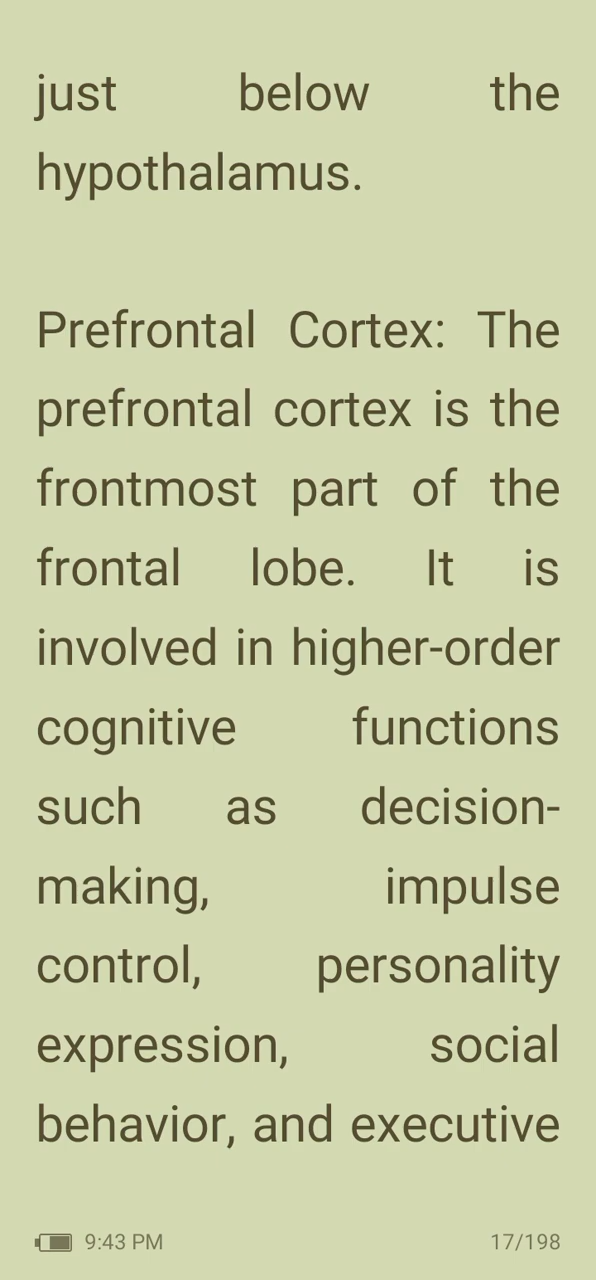 just below the
hypothalamus.
Prefrontal Cortex: The
prefrontal cortex is the
frontmost part of the
frontal lobe. It is
involved in higher-order
cognitive functions
such as decision-
making, impulse
control, personality
expression, social
behavior, and executive
9:43 PM 17/198